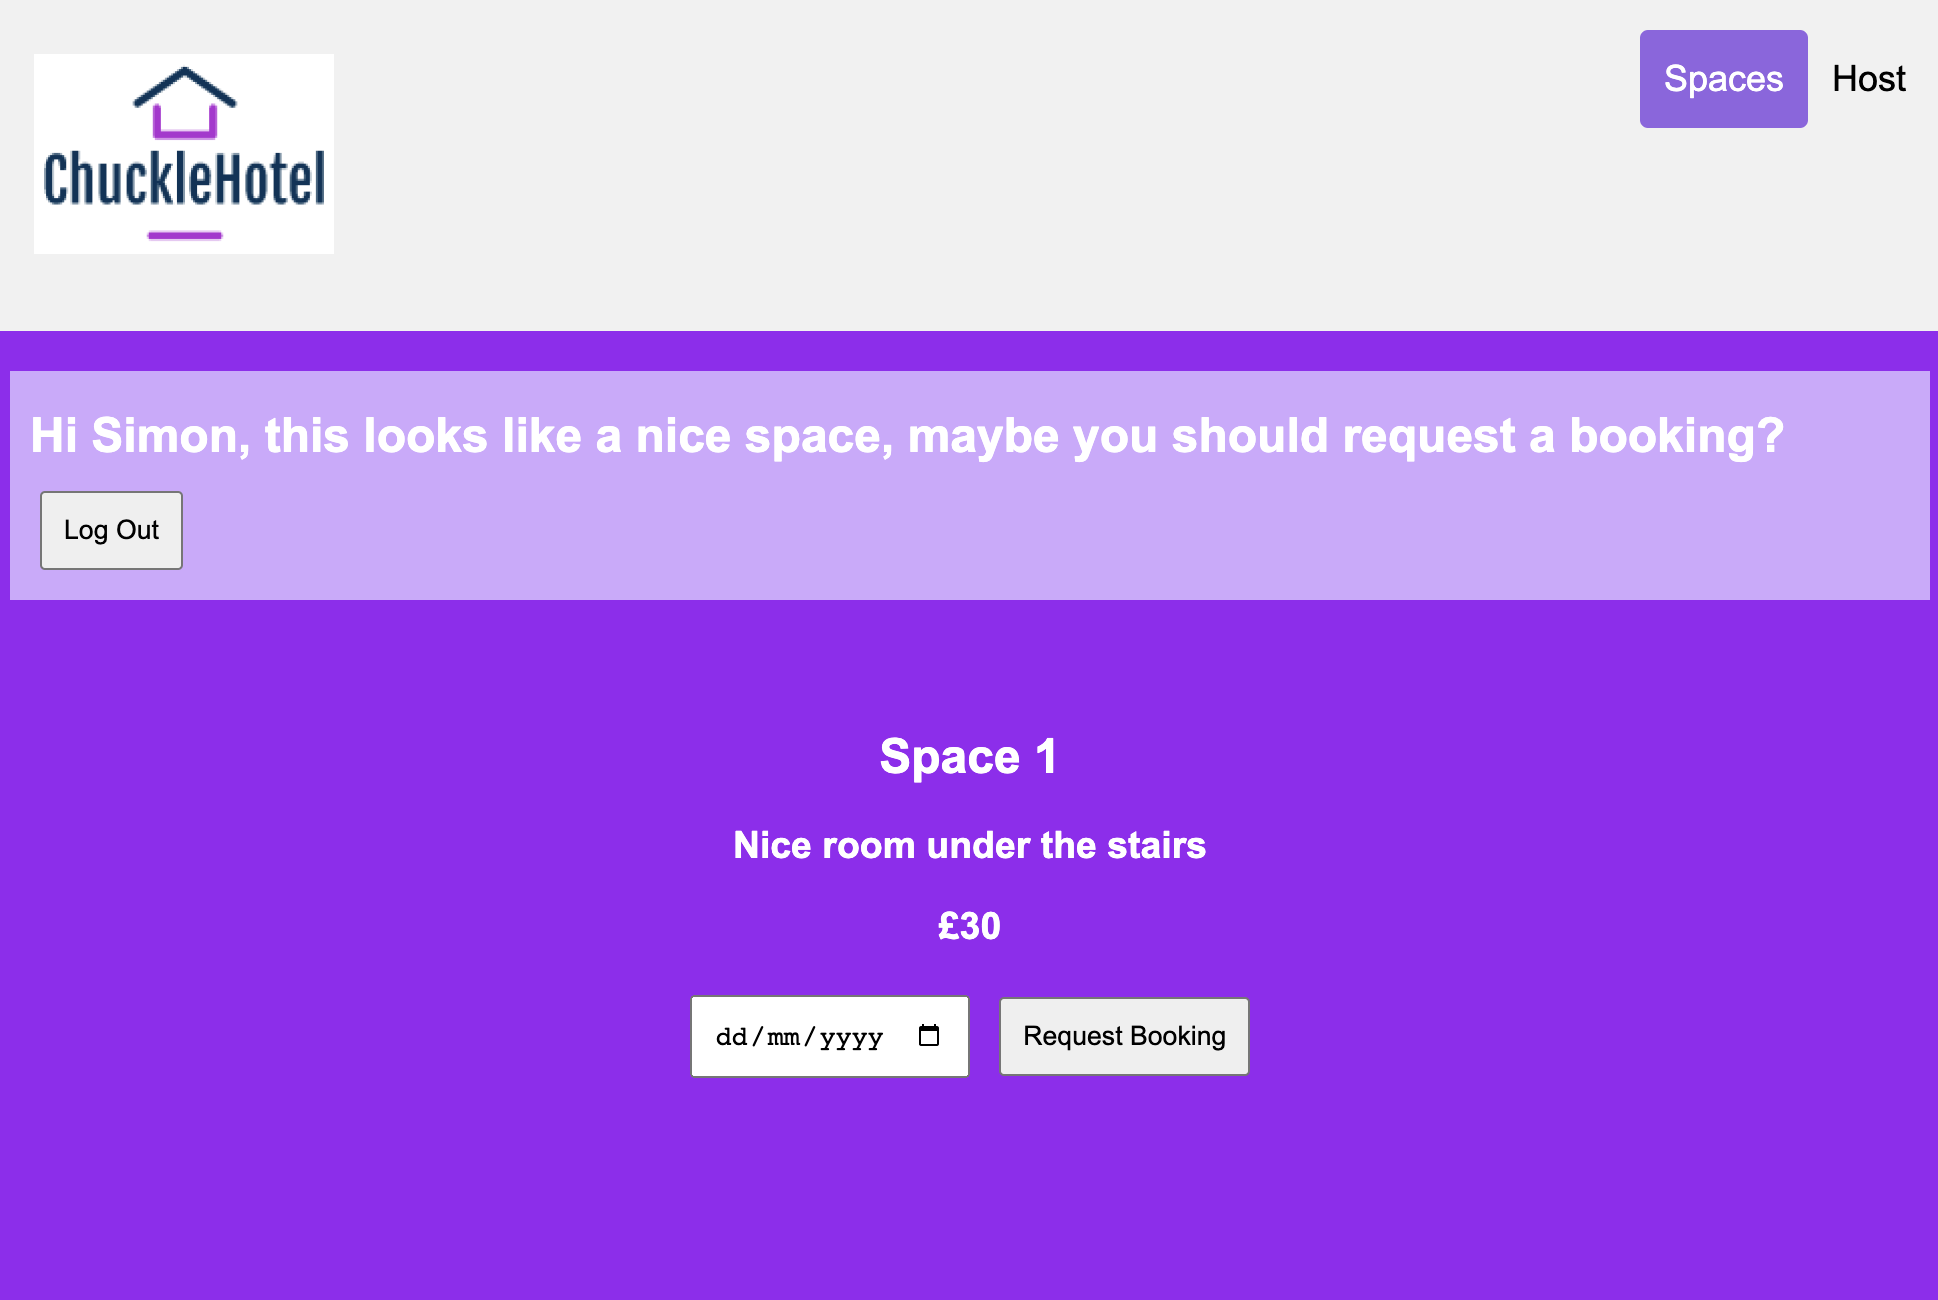 ChuckleHotel
Spaces
Host
Hi Simon, this looks like a nice space, maybe you should request a booking?
Log Out
Space 1
Nice room under the stairs
£30
dd/mm/yyyy
Request Booking